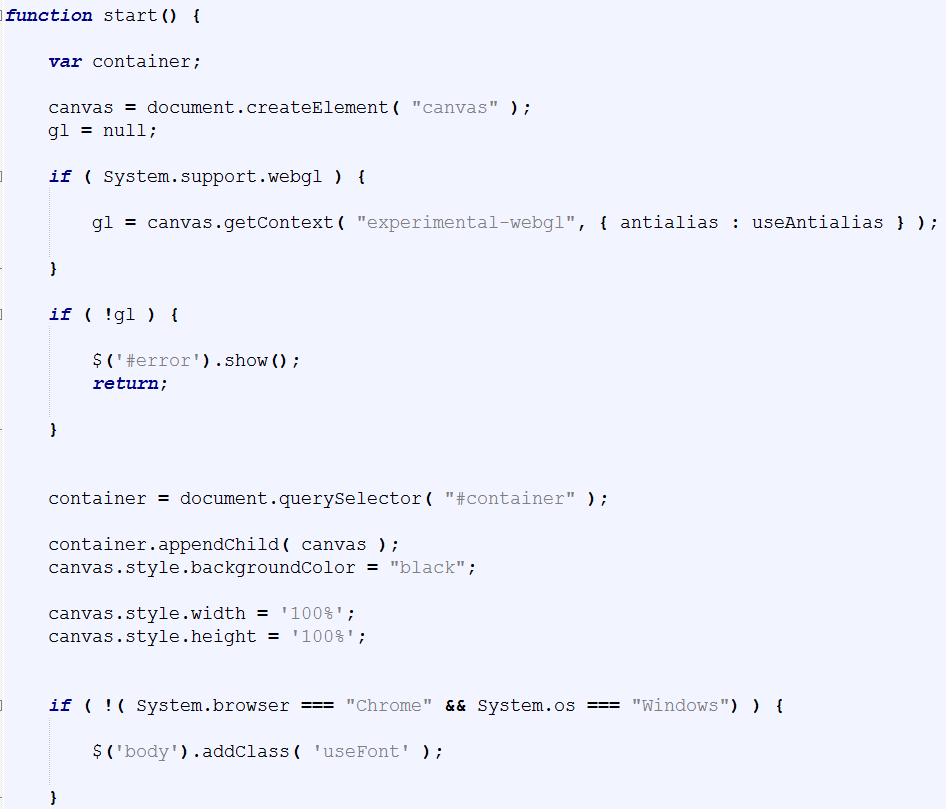 function start() {
var container;
canvas = document.createElement( "canvas" );
gl = null;
if ( System.support.webgl ) {
gl = canvas.getContext( "experimental-webgl", { antialias : useAntialias } );
}
if ( !gl ) {
$('#error').show();
return;
}
container = document.querySelector( "#container" );
container.appendChild( canvas );
canvas.style.backgroundColor = "black";
canvas.style.width = '100%';
canvas.style.height = '100%';
if ( !( System.browser === "Chrome" && System.os === "Windows") ) {
$('body').addClass( 'useFont' );
}